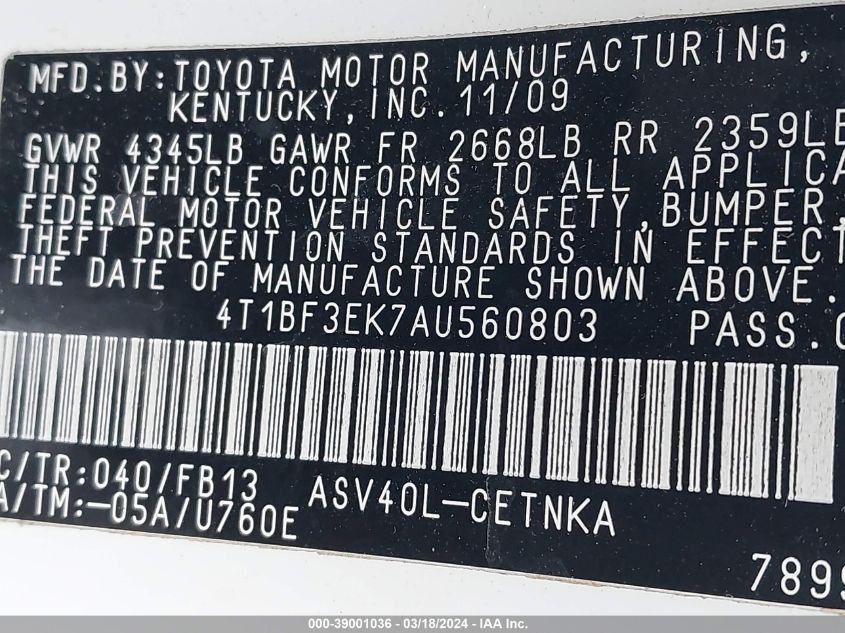 MFD.BY:TOYOTA MOTOR MANUFACTURING,
KENTUCKY,INC.11/09
GVWR 4345LB GAWR FR 2668LB RR 2359LB
THIS VEHICLE CONFORMS TO ALL APPLICA
FEDERAL MOTOR VEHICLE SAFETY,BUMPER,
THEFT PREVENTION STANDARDS IN EFFECT
THE DATE OF MANUFACTURE SHOWN ABOVE.
4T1BF3EK7AU560803 PASS.C
C/TR:040/FB13 ASV40L-CETNKA
A/TM:-05A/U760E
7899
000-39001036 - 03/18/2024 - IAA Inc.